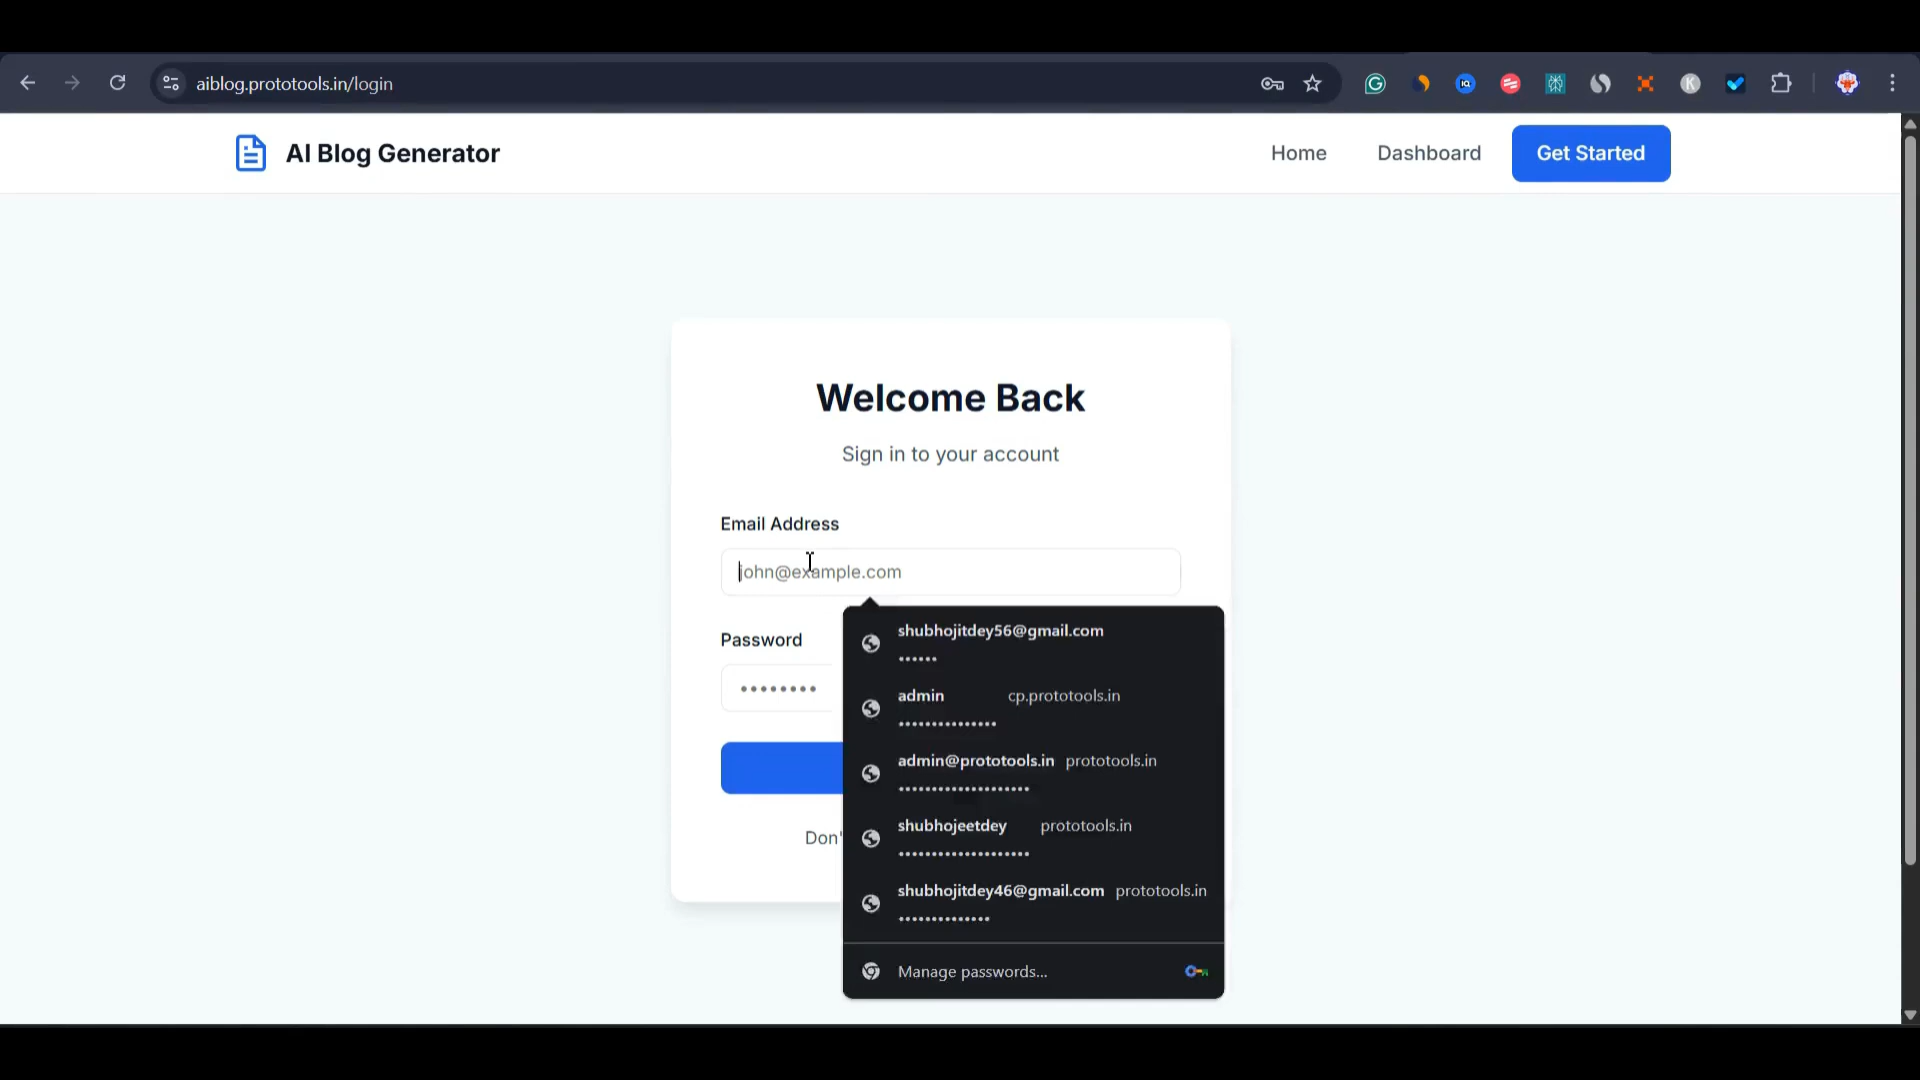 aiblog.prototools.in/login
AI Blog Generator
Home Dashboard Get Started
Welcome Back
Sign in to your account
Email Address
john@example.com
Password
••••••••
shubhojitdey56@gmail.com
••••••
admin cp.prototools.in
•••••••••••••••
admin@prototools.in prototools.in
••••••••••••••••••••
shubhojeetdey prototools.in
••••••••••••••••••••
shubhojitdey46@gmail.com prototools.in
••••••••••••••
Don'
Manage passwords...